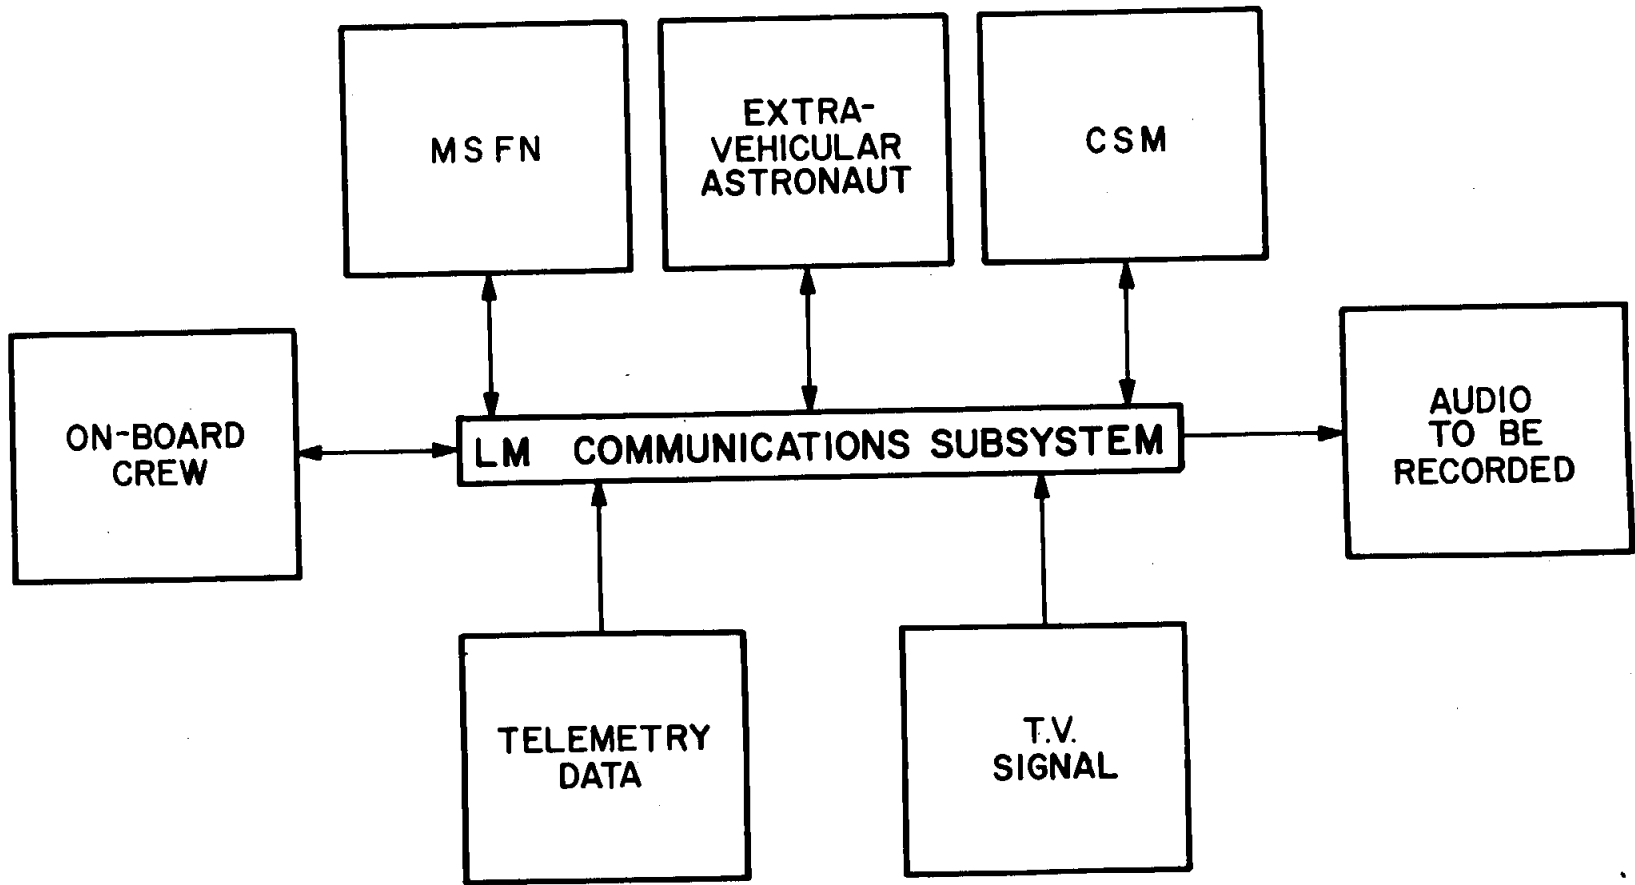 MSFN
EXTRA-
VEHICULAR
ASTRONAUT
CSM
ON-BOARD
CREW
LM COMMUNICATIONS SUBSYSTEM
AUDIO
TO BE
RECORDED
TELEMETRY
DATA
T.V.
SIGNAL